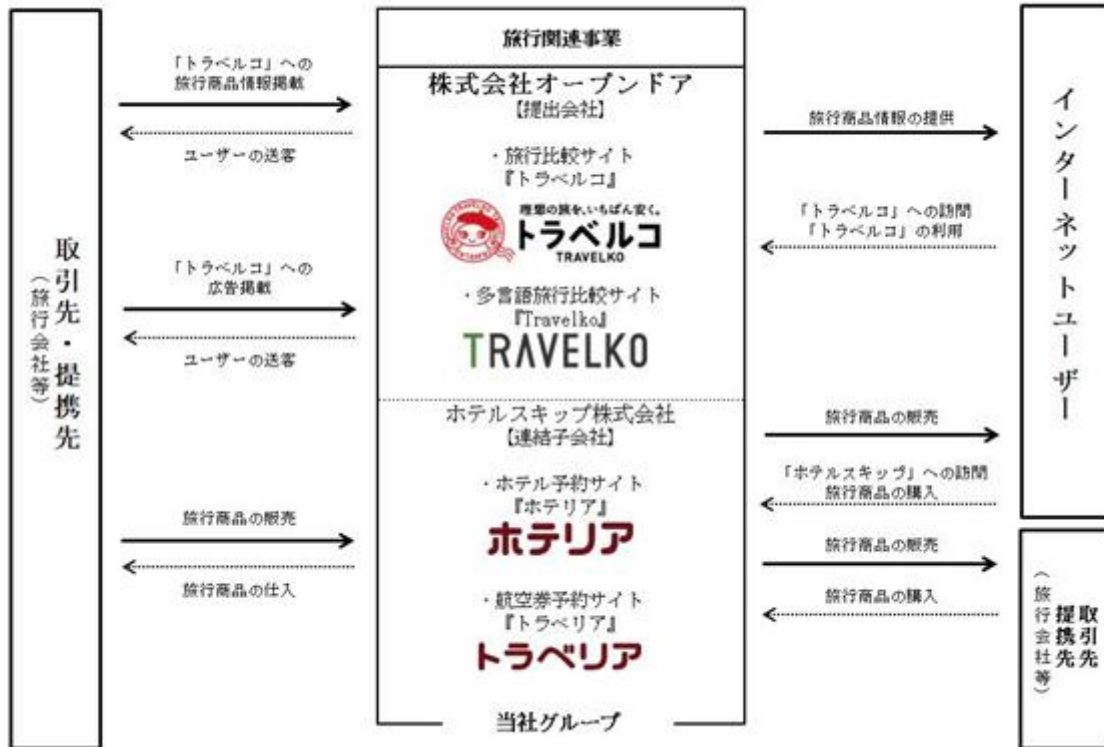 旅行関連事業
株式会社オープンドア
【提出会社】
・旅行比較サイト
『トラベルコ』
理想の旅を、いちばん安く。
トラベルコ
TRAVELKO
・多言語旅行比較サイト
『Travelko』
TRAVELKO
ホテルスキップ株式会社
【連結子会社】
・ホテル予約サイト
『ホテリア』
ホテリア
・航空券予約サイト
『トラベリア』
トラベリア
当社グループ
取引先・提携先
（旅行会社等）
「トラベルコ」への
旅行商品情報掲載
ユーザーの送客
「トラベルコ」への
広告掲載
ユーザーの送客
旅行商品の販売
旅行商品の仕入
旅行商品情報の提供
「トラベルコ」への訪問
「トラベルコ」の利用
旅行商品の販売
「ホテルスキップ」への訪問
旅行商品の購入
旅行商品の販売
旅行商品の購入
インターネットユーザー
取引先
提携先
（旅行会社等）